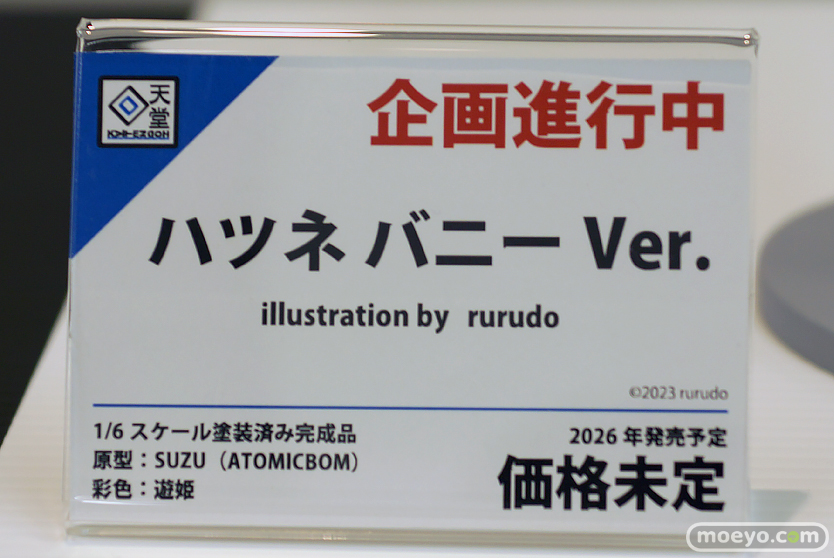 天堂
企画進行中
ハツネ バニー Ver.
illustration by rurudo
©2023 rurudo
1/6 スケール塗装済み完成品
原型：SUZU（ATOMICBOM）
彩色：遊姫
2026 年発売予定
価格未定
moeyo.com